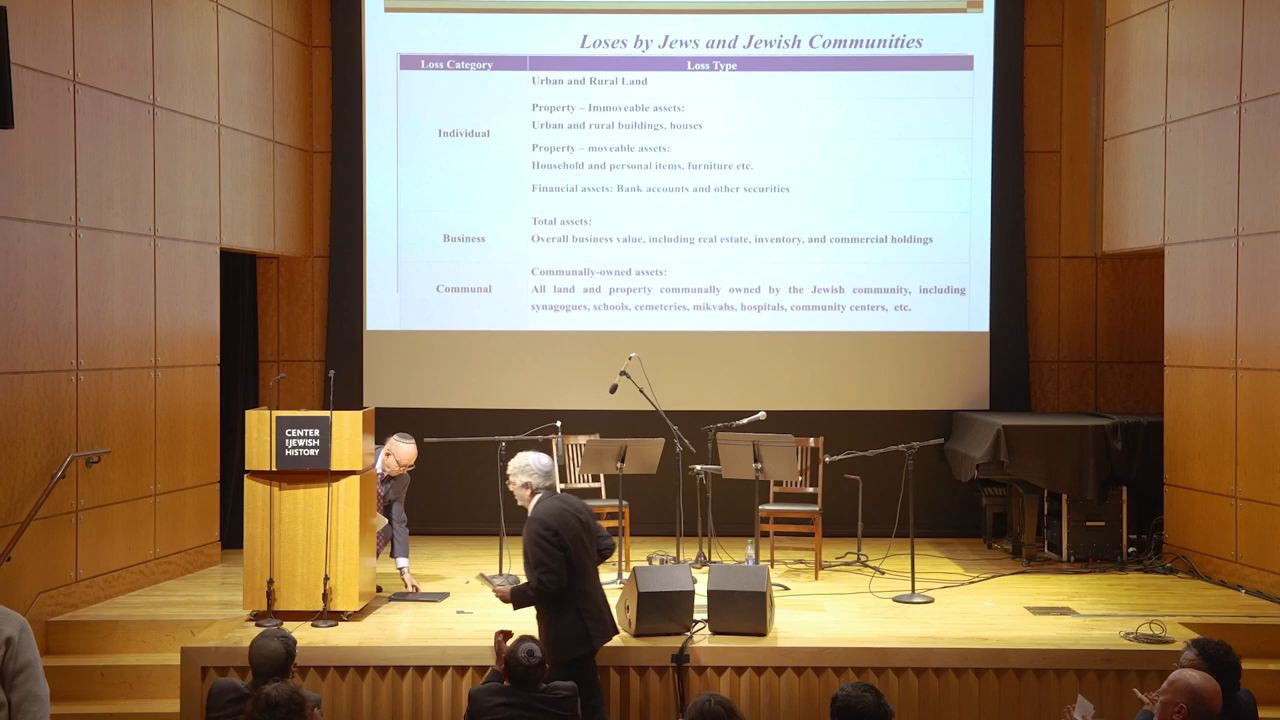 Loses by Jews and Jewish Communities
Loss Category Loss Type
Urban and Rural Land
Property – Immoveable assets:
Urban and rural buildings, houses
Individual
Property – moveable assets:
Household and personal items, furniture etc.
Financial assets: Bank accounts and other securities
Total assets:
Business
Overall business value, including real estate, inventory, and commercial holdings
Communally-owned assets:
Communal
All land and property communally owned by the Jewish community, including
synagogues, schools, cemeteries, mikvahs, hospitals, community centers, etc.
CENTER
FOR JEWISH
HISTORY